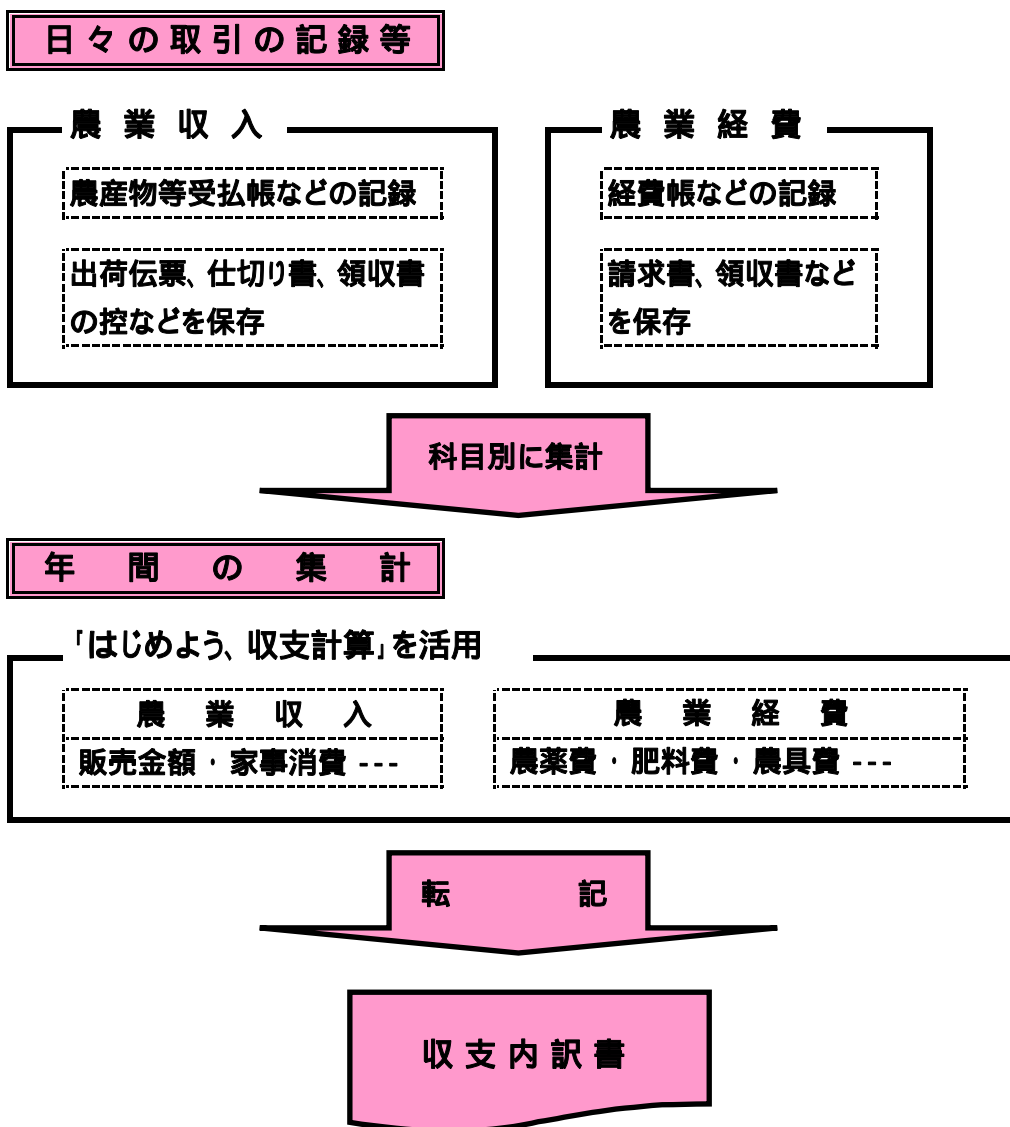 日々の取引の記録等
農業収入
農産物等受払帳などの記録
出荷伝票、仕切り書、領収書
の控などを保存
農業経費
経費帳などの記録
請求書、領収書など
を保存
科目別に集計
年間の集計
「はじめよう、収支計算」を活用
農業収入
販売金額・家事消費 ---
農業経費
農薬費・肥料費・農具費 ---
転記
収支内訳書